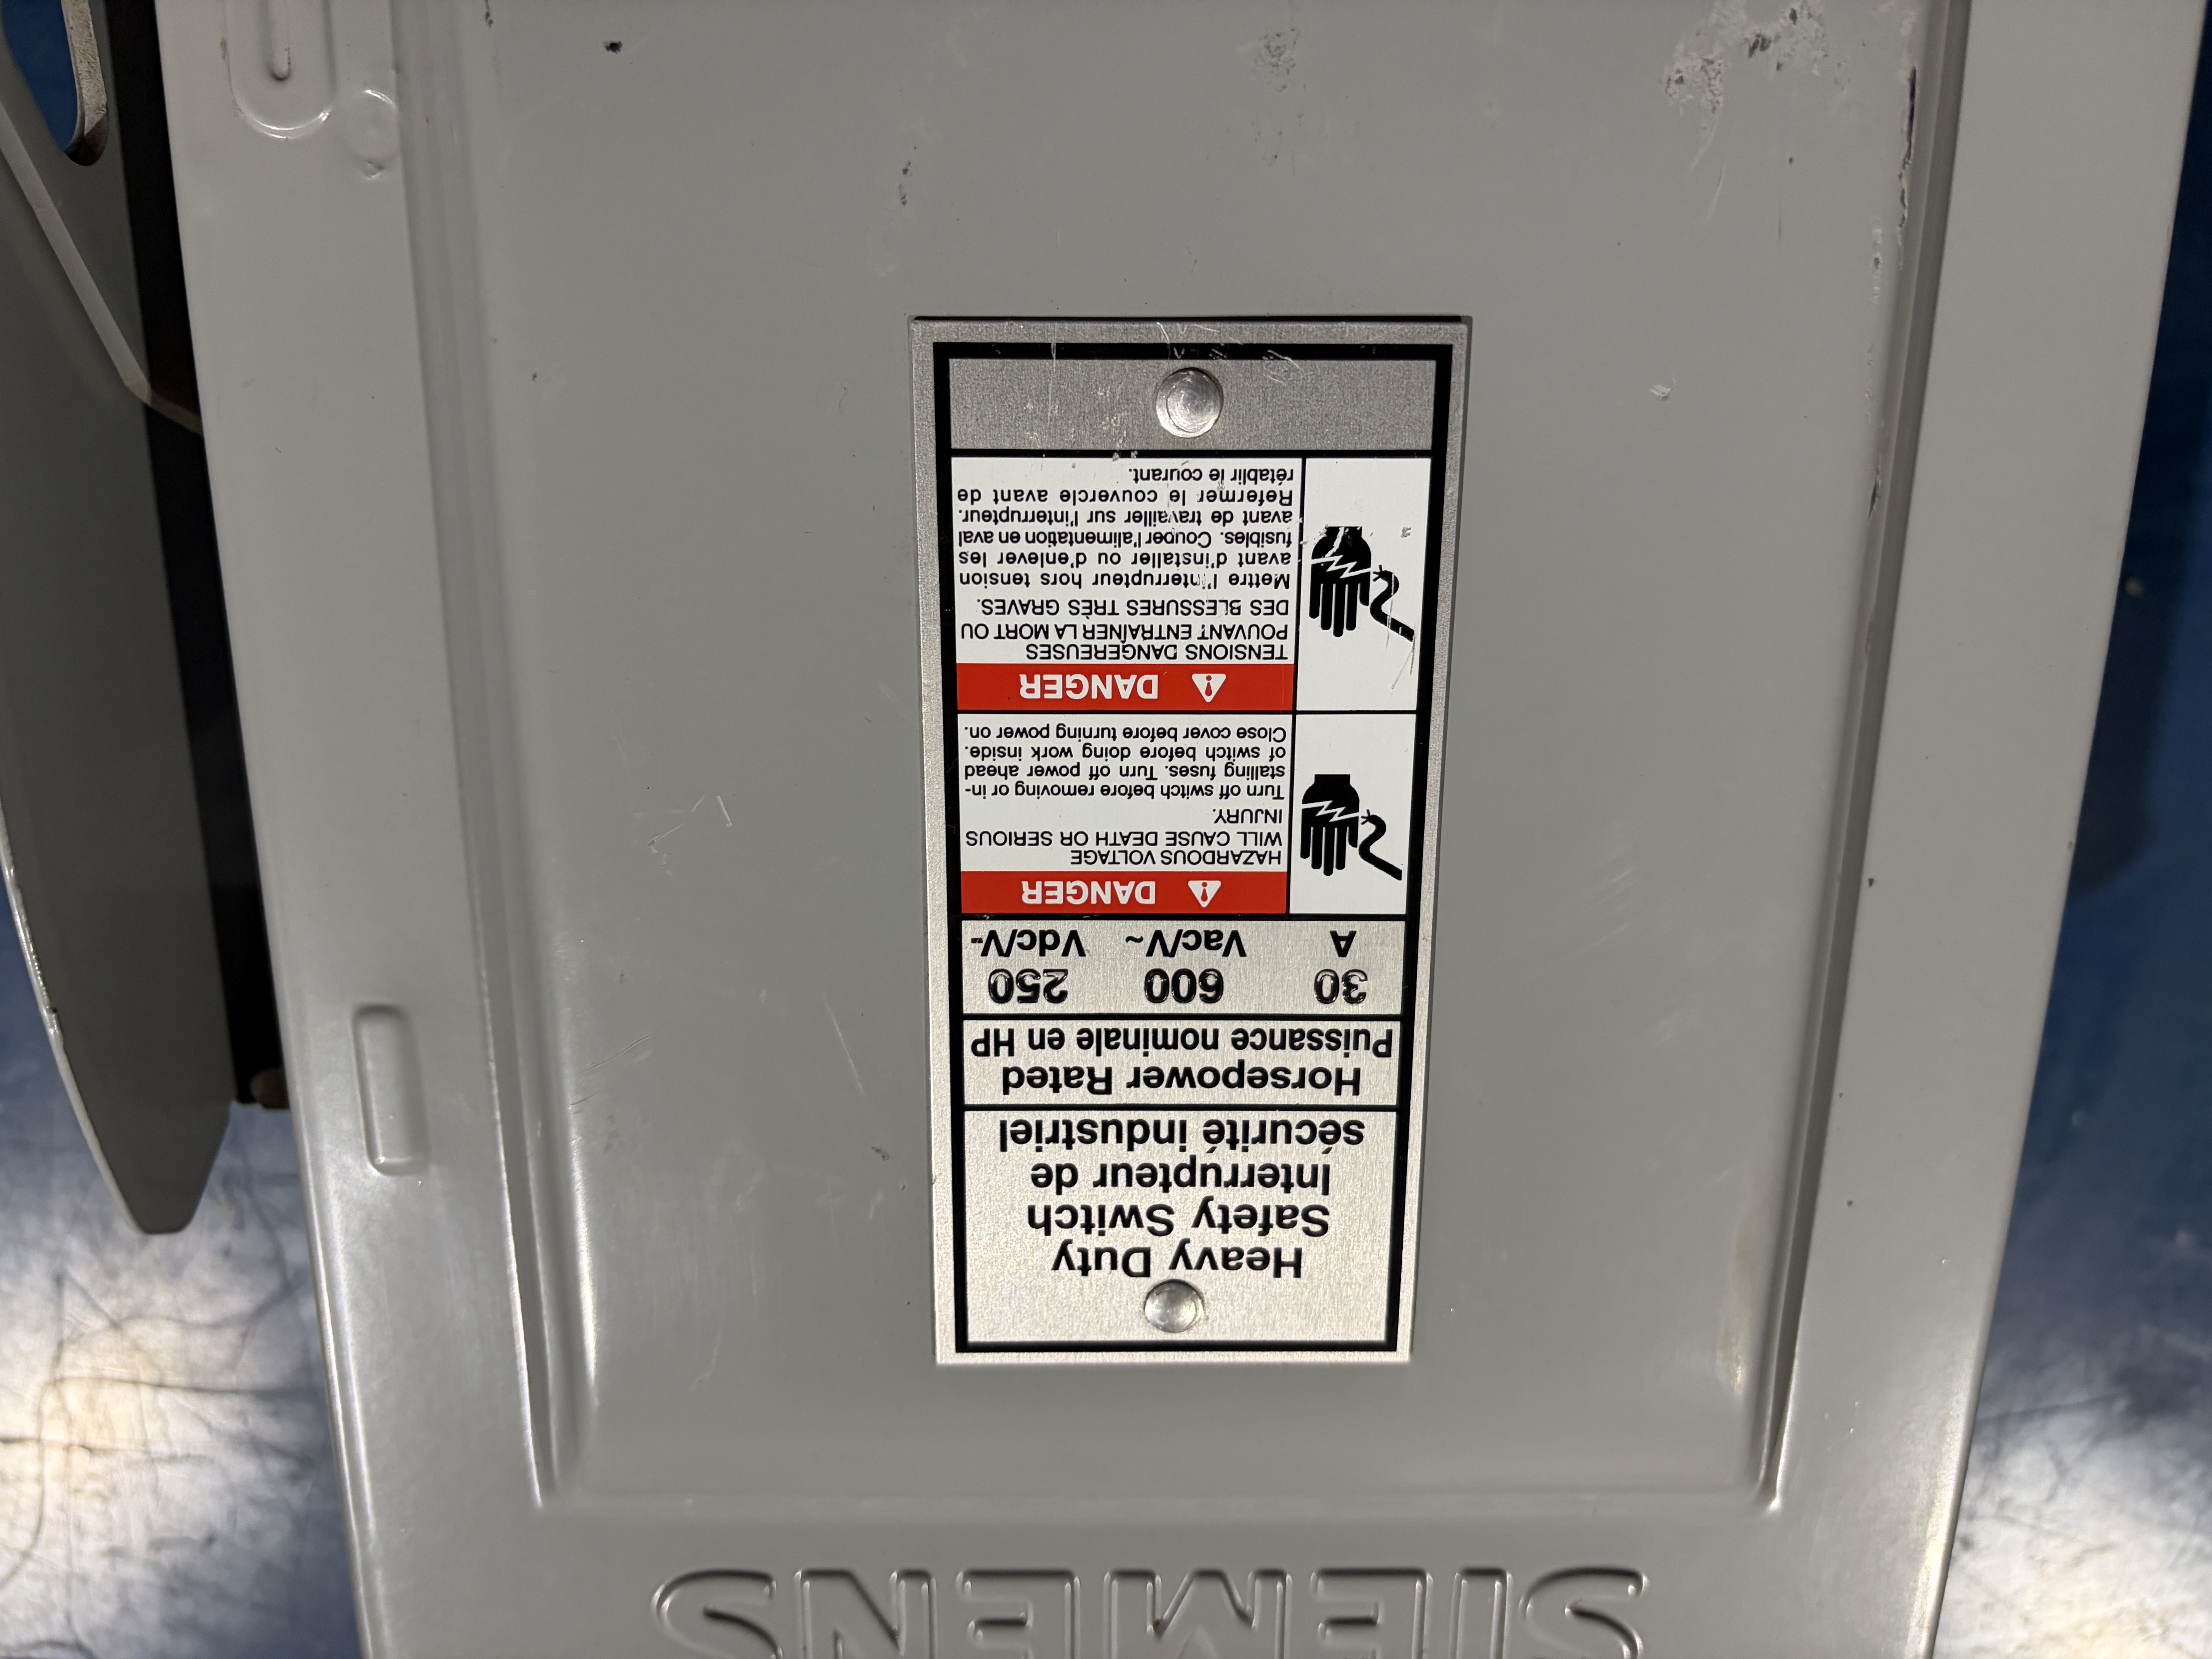 SIEMENS
Heavy Duty
Safety Switch
Interrupteur de
sécurité industriel
Horsepower Rated
Puissance nominale en HP
30 600 250
A Vac/V~ Vdc/V-
DANGER
HAZARDOUS VOLTAGE
WILL CAUSE DEATH OR SERIOUS
INJURY.
Turn off switch before removing or in-
stalling fuses. Turn off power ahead
of switch before doing work inside.
Close cover before turning power on.
DANGER
TENSIONS DANGEREUSES
POUVANT ENTRAÎNER LA MORT OU
DES BLESSURES TRÈS GRAVES.
Mettre l'interrupteur hors tension
avant d'installer ou d'enlever les
fusibles. Couper l'alimentation en aval
avant de travailler sur l'interrupteur.
Refermer le couvercle avant de
rétablir le courant.